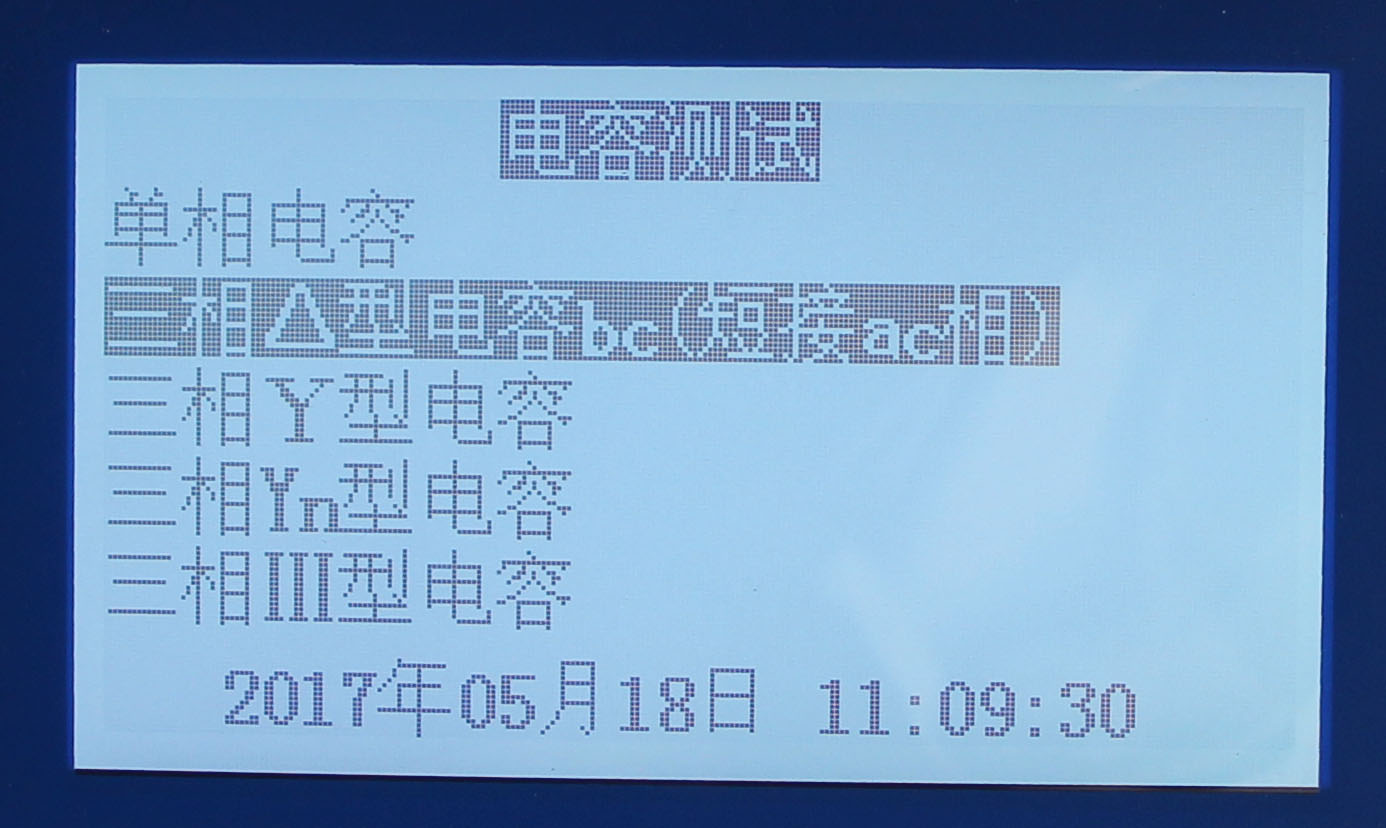 电容测试
单相电容
三相Δ型电容bc(短接ac相)
三相Y型电容
三相Yn型电容
三相III型电容
2017年05月18日 11:09:30